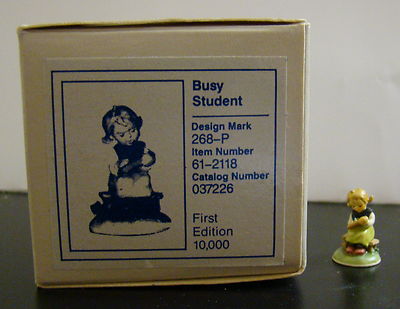 Busy
Student
Design Mark
268-P
Item Number
61-2118
Catalog Number
037226
First
Edition
10,000